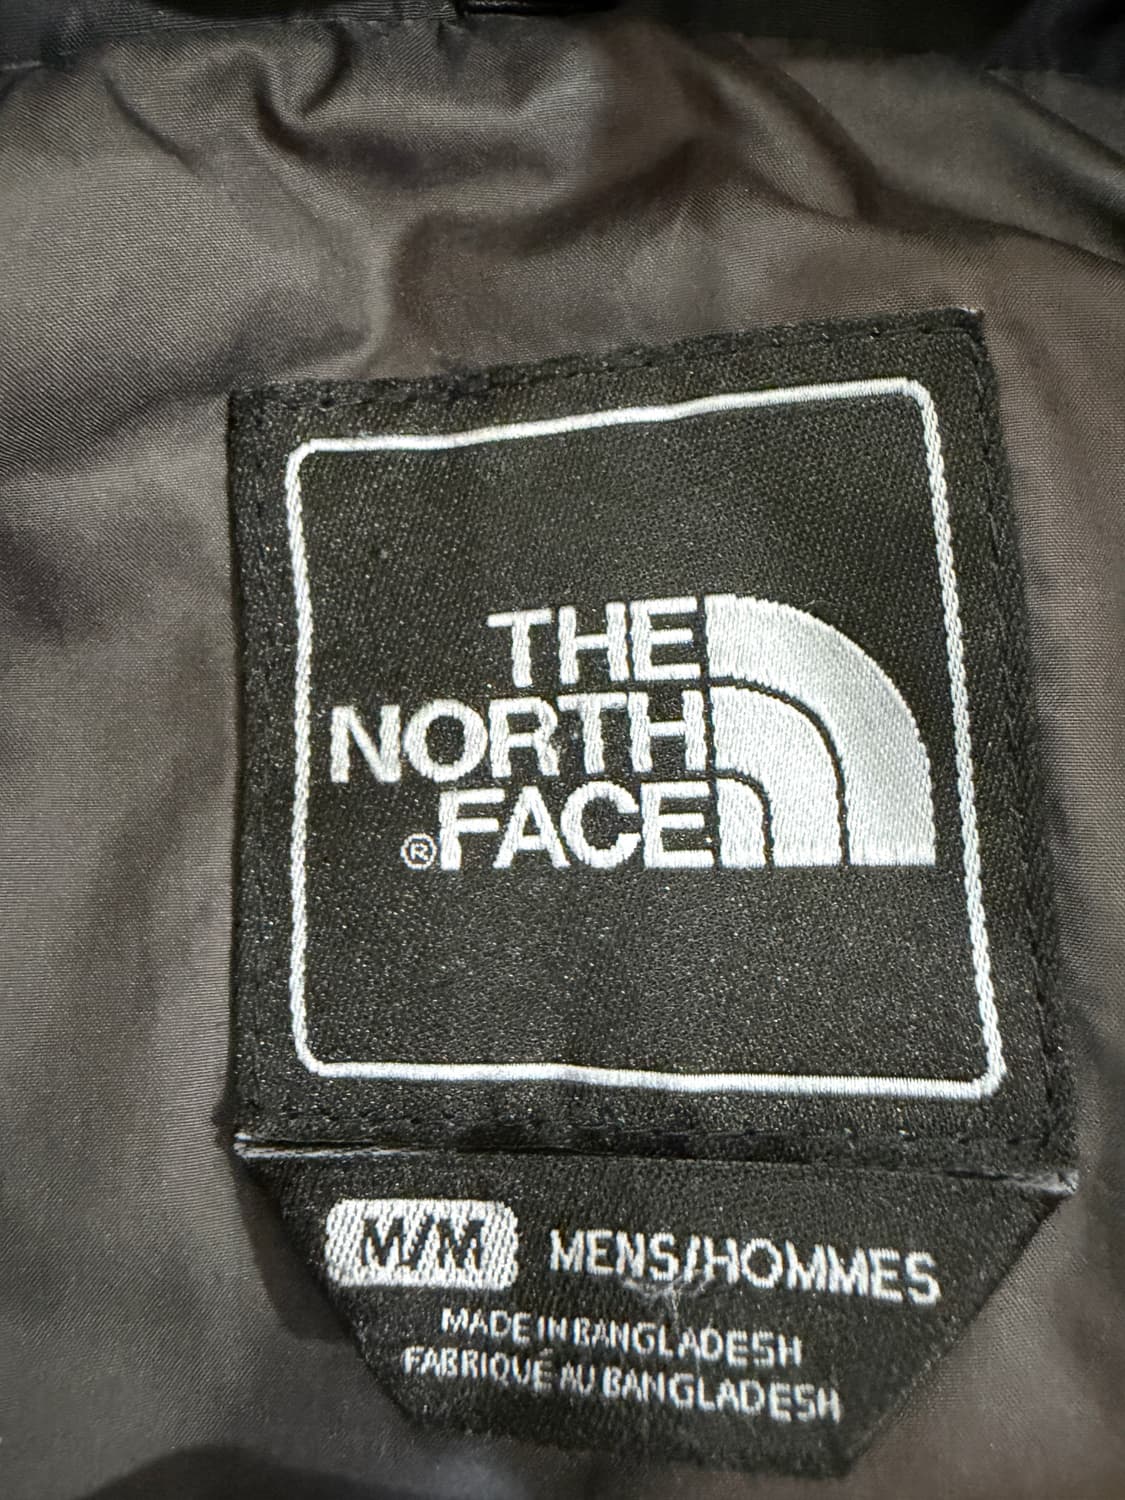 THE
NORTH
®FACE
M/M MENS/HOMMES
MADE IN BANGLADESH
FABRIQUÉ AU BANGLADESH